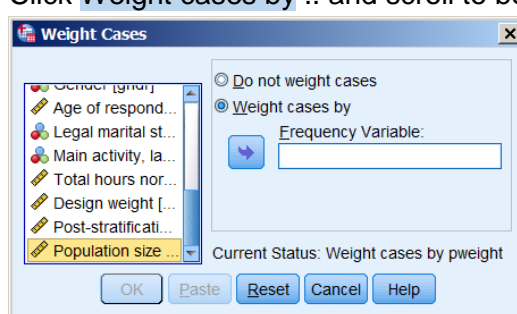 Click Weight cases by .. and scroll to
Weight Cases
Gender [gndr]
Age of respond...
Legal marital st...
Main activity, la...
Total hours nor...
Design weight [...
Post-stratificati...
Population size ...
Do not weight cases
Weight cases by
Frequency Variable:
Current Status: Weight cases by pweight
OK
Paste
Reset
Cancel
Help